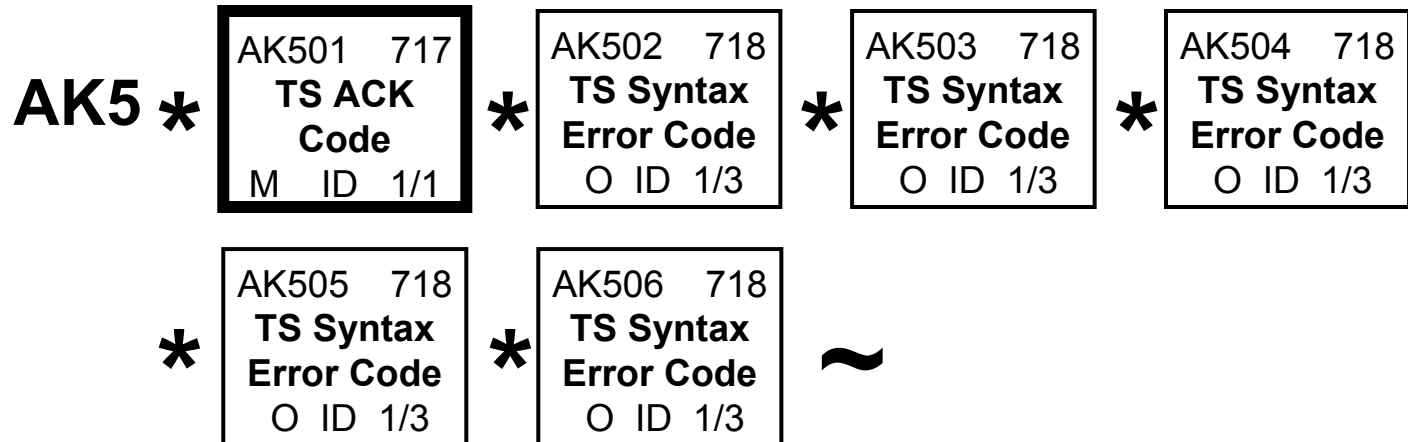 AK5 * AK501 717 TS ACK Code M ID 1/1 * AK502 718 TS Syntax Error Code O ID 1/3 * AK503 718 TS Syntax Error Code O ID 1/3 * AK504 718 TS Syntax Error Code O ID 1/3
* AK505 718 TS Syntax Error Code O ID 1/3 * AK506 718 TS Syntax Error Code O ID 1/3 ~